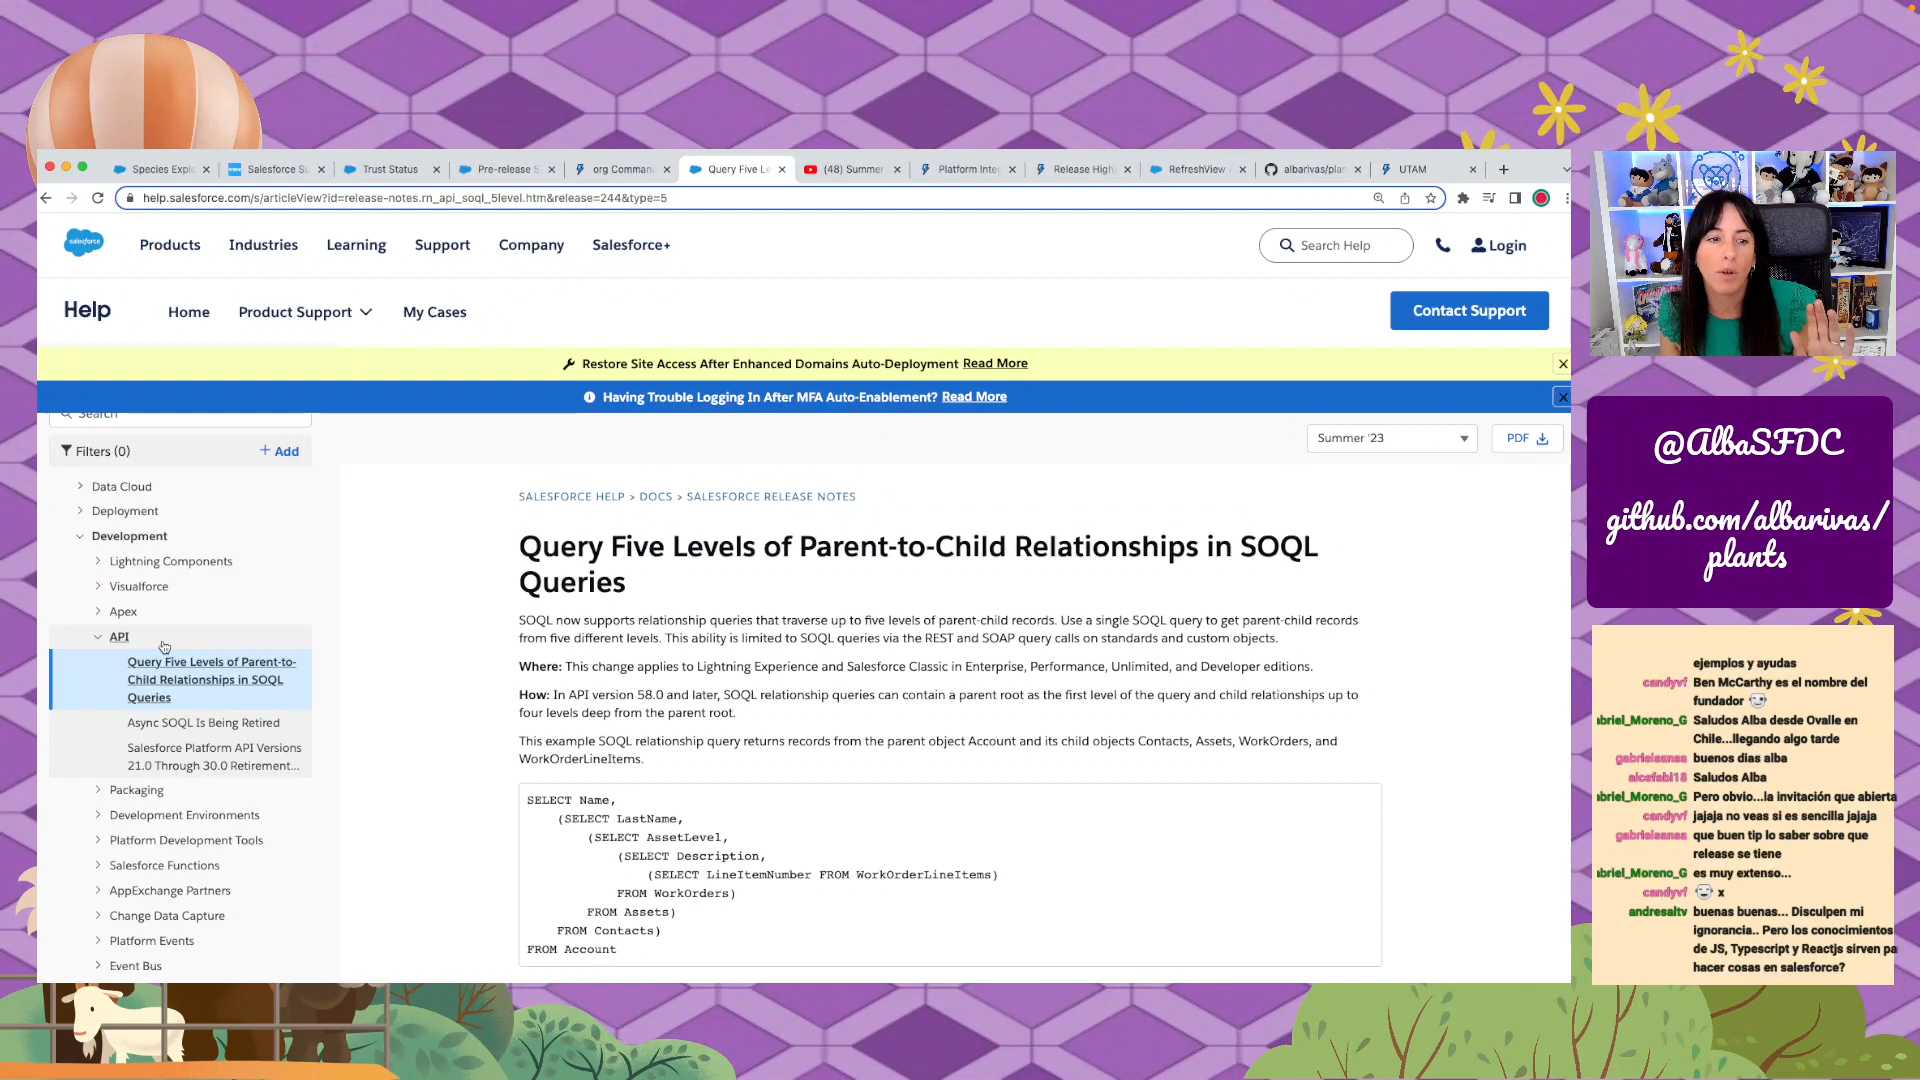 Species Expl
Salesforce Su
Trust Status
Pre-release S
org Comman
Query Five Le
(48) Summer
Platform Inte
Release High
RefreshView
albarivas/plan
UTAM
help.salesforce.com/s/articleView?id=release-notes.rn_api_soql_5level.htm&release=244&type=5
salesforce
Products
Industries
Learning
Support
Company
Salesforce+
Search Help
Login
Help
Home
Product Support
My Cases
Contact Support
Restore Site Access After Enhanced Domains Auto-Deployment Read More
Having Trouble Logging In After MFA Auto-Enablement? Read More
Search
Filters (0)
+ Add
Data Cloud
Deployment
Development
Lightning Components
Visualforce
Apex
API
Query Five Levels of Parent-to-
Child Relationships in SOQL
Queries
Async SOQL Is Being Retired
Salesforce Platform API Versions
21.0 Through 30.0 Retirement...
Packaging
Development Environments
Platform Development Tools
Salesforce Functions
AppExchange Partners
Change Data Capture
Platform Events
Event Bus
Summer '23
PDF
SALESFORCE HELP > DOCS > SALESFORCE RELEASE NOTES
Query Five Levels of Parent-to-Child Relationships in SOQL
Queries
SOQL now supports relationship queries that traverse up to five levels of parent-child records. Use a single SOQL query to get parent-child records
from five different levels. This ability is limited to SOQL queries via the REST and SOAP query calls on standards and custom objects.
Where: This change applies to Lightning Experience and Salesforce Classic in Enterprise, Performance, Unlimited, and Developer editions.
How: In API version 58.0 and later, SOQL relationship queries can contain a parent root as the first level of the query and child relationships up to
four levels deep from the parent root.
This example SOQL relationship query returns records from the parent object Account and its child objects Contacts, Assets, WorkOrders, and
WorkOrderLineItems.
SELECT Name,
(SELECT LastName,
(SELECT AssetLevel,
(SELECT Description,
(SELECT LineItemNumber FROM WorkOrderLineItems)
FROM WorkOrders)
FROM Assets)
FROM Contacts)
FROM Account
@AlbaSFDC
github.com/albarivas/
plants
ejemplos y ayudas
candyvf Ben McCarthy es el nombre del
fundador
abriel_Moreno_G Saludos Alba desde Ovalle en
Chile...llegando algo tarde
gabrielsansa buenos dias alba
alcefabi18 Saludos Alba
abriel_Moreno_G Pero obvio...la invitación que abierta
candyvf jajaja no veas si es sencilla jajaja
gabrielsansa que buen tip lo saber sobre que
release se tiene
abriel_Moreno_G es muy extenso...
candyvf x
andresaltv buenas buenas... Disculpen mi
ignorancia.. Pero los conocimientos
de JS, Typescript y Reactjs sirven pa
hacer cosas en salesforce?